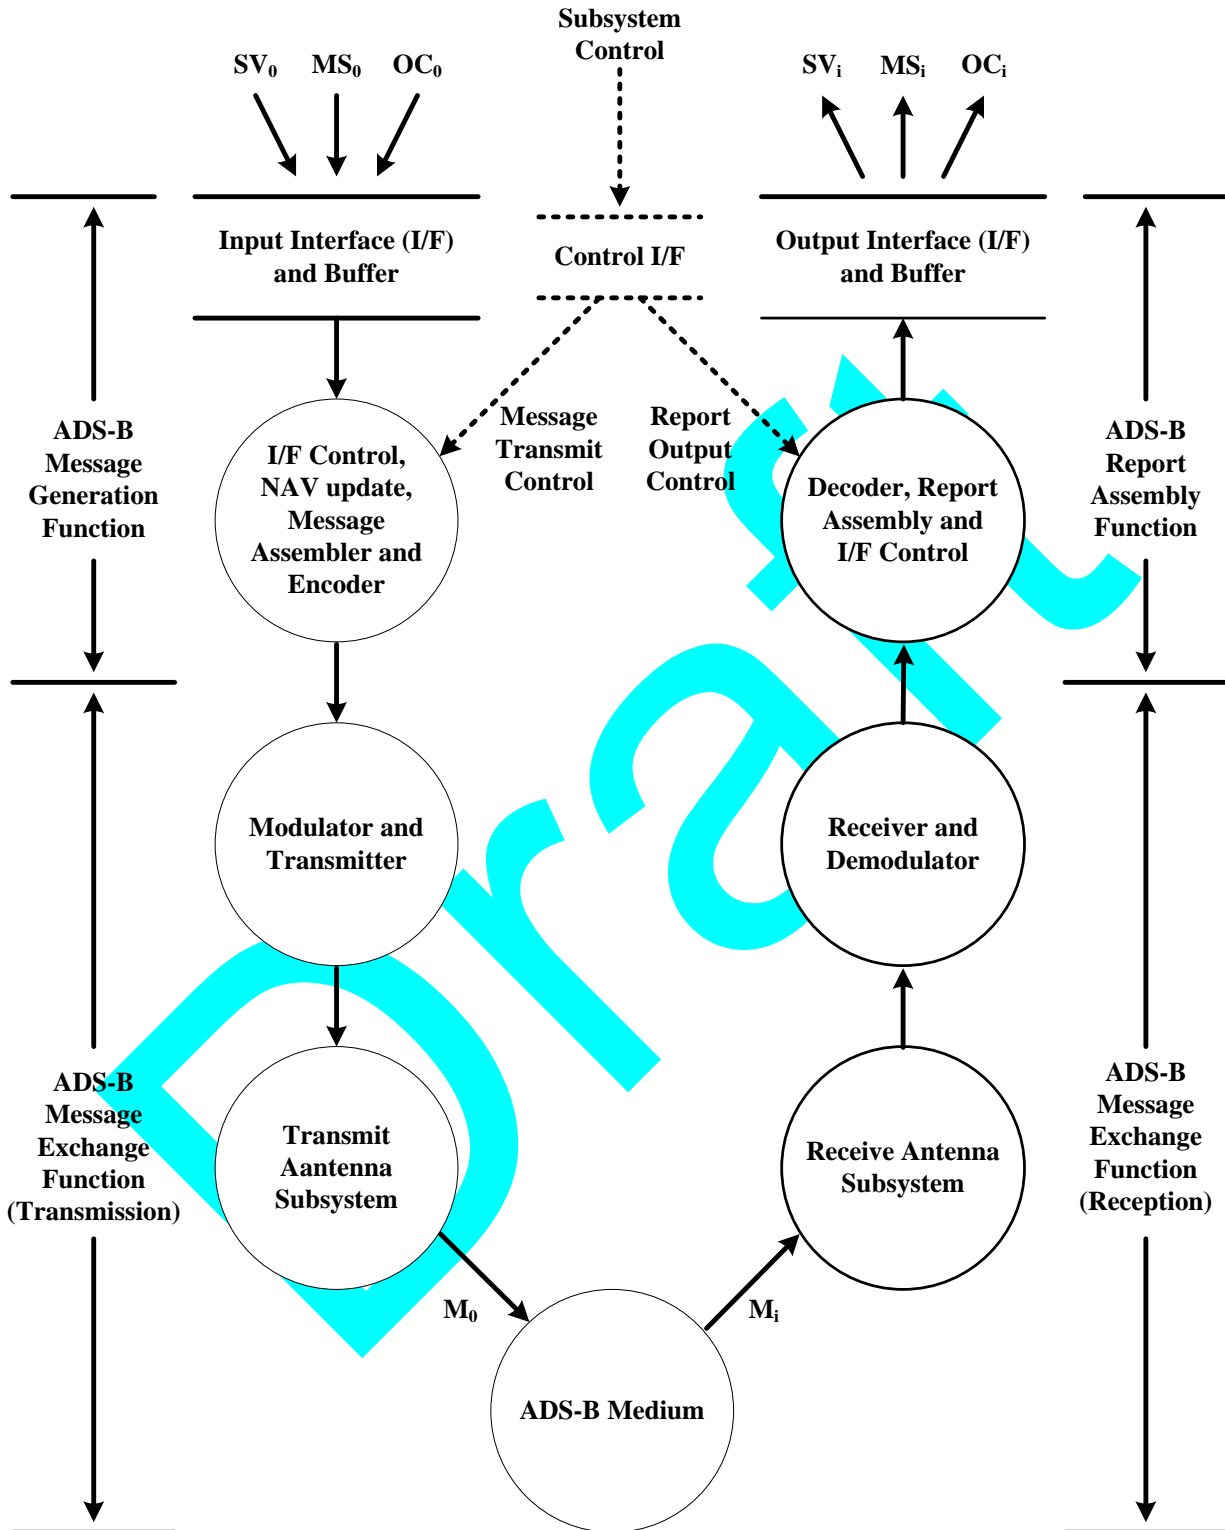 Subsystem
Control
SV0 MS0 OC0
SVi MSi OCi
Input Interface (I/F)
and Buffer
Control I/F
Output Interface (I/F)
and Buffer
ADS-B
Message
Generation
Function
I/F Control,
NAV update,
Message
Assembler and
Encoder
Message
Transmit
Control
Report
Output
Control
Decoder, Report
Assembly and
I/F Control
ADS-B
Report
Assembly
Function
Modulator and
Transmitter
Receiver and
Demodulator
ADS-B
Message
Exchange
Function
(Transmission)
Transmit
Aantenna
Subsystem
Receive Antenna
Subsystem
ADS-B
Message
Exchange
Function
(Reception)
M0
Mi
ADS-B Medium
Draft